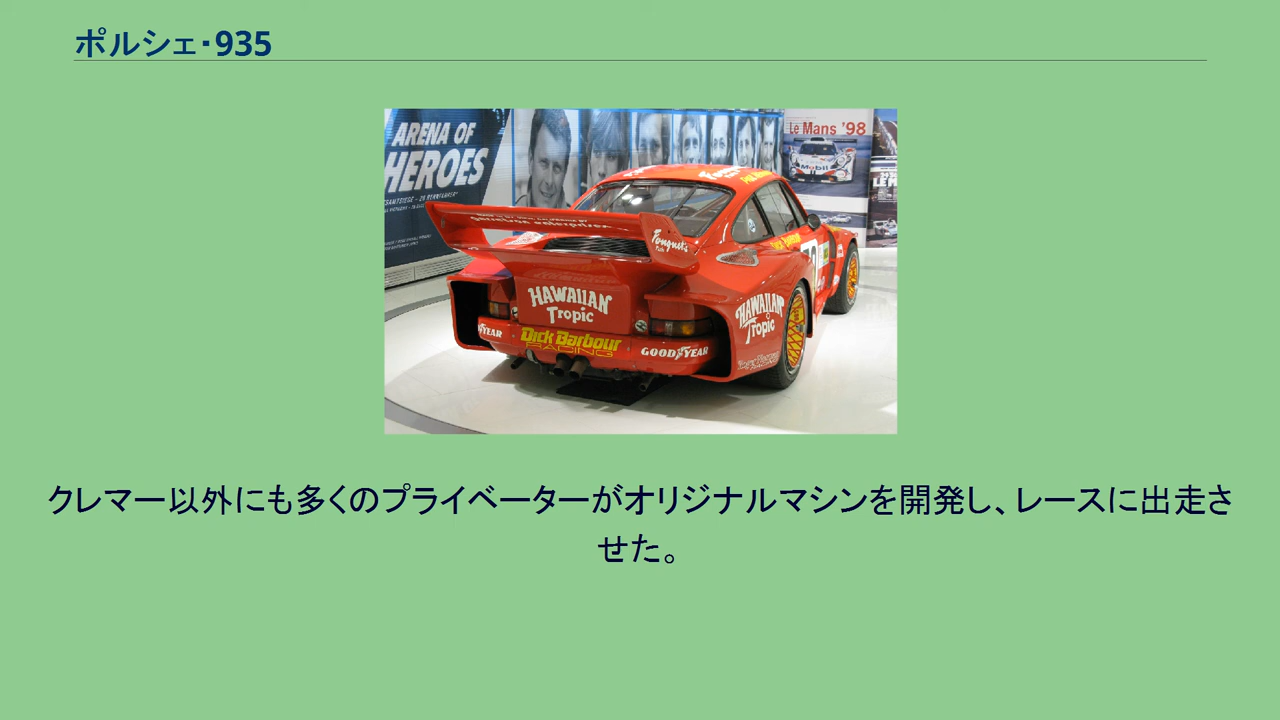 ポルシェ・935
ARENA OF
HEROES
Le Mans '98
Mobil
Fouquet's
HAWAIIAN
Tropic
HAWAIIAN
Tropic
Dick Barbour
RACING
GOODYEAR
YEAR
クレマー以外にも多くのプライベーターがオリジナルマシンを開発し、レースに出走さ
せた。